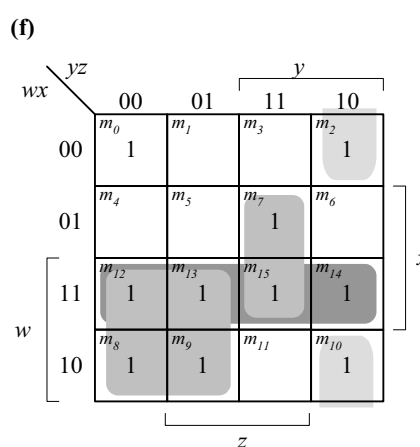 (f)
yz
y
wx
00 01 11 10
m0 m1 m3 m2
00 1 1
m4 m5 m7 m6
01 1
x
m12 m13 m15 m14
11 1 1 1 1
w
m8 m9 m11 m10
10 1 1 1
z